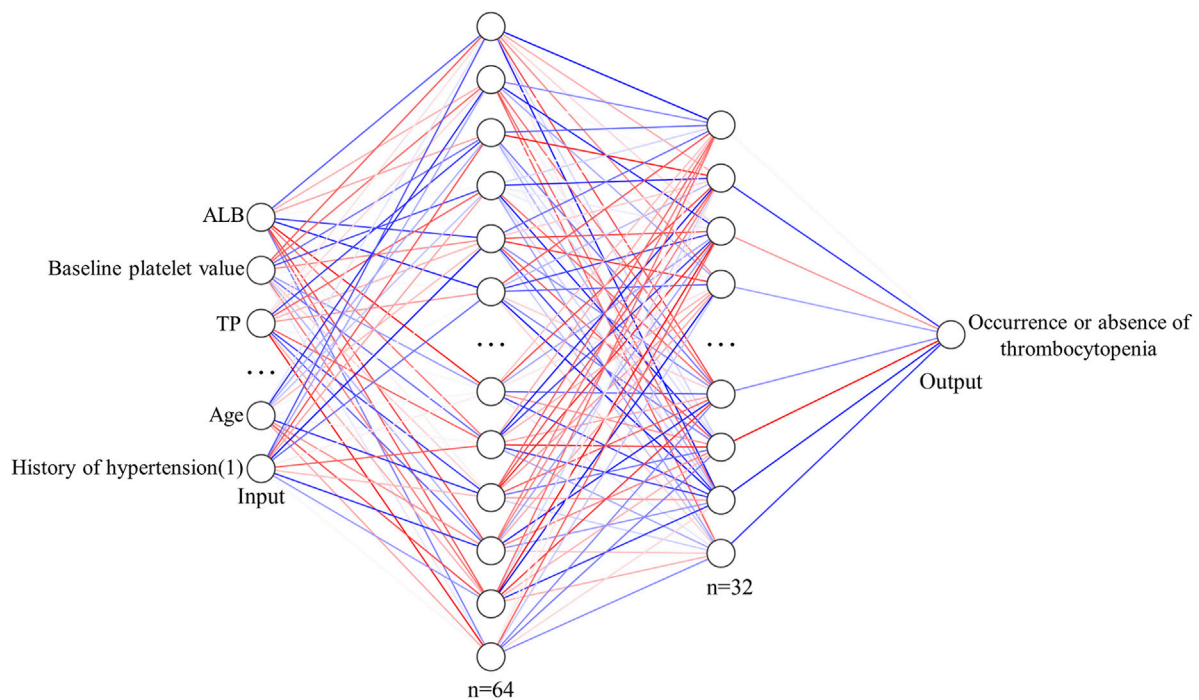 ALB
Baseline platelet value
TP
...
Age
History of hypertension(1)
Input
...
n=64
...
n=32
Occurrence or absence of
thrombocytopenia
Output